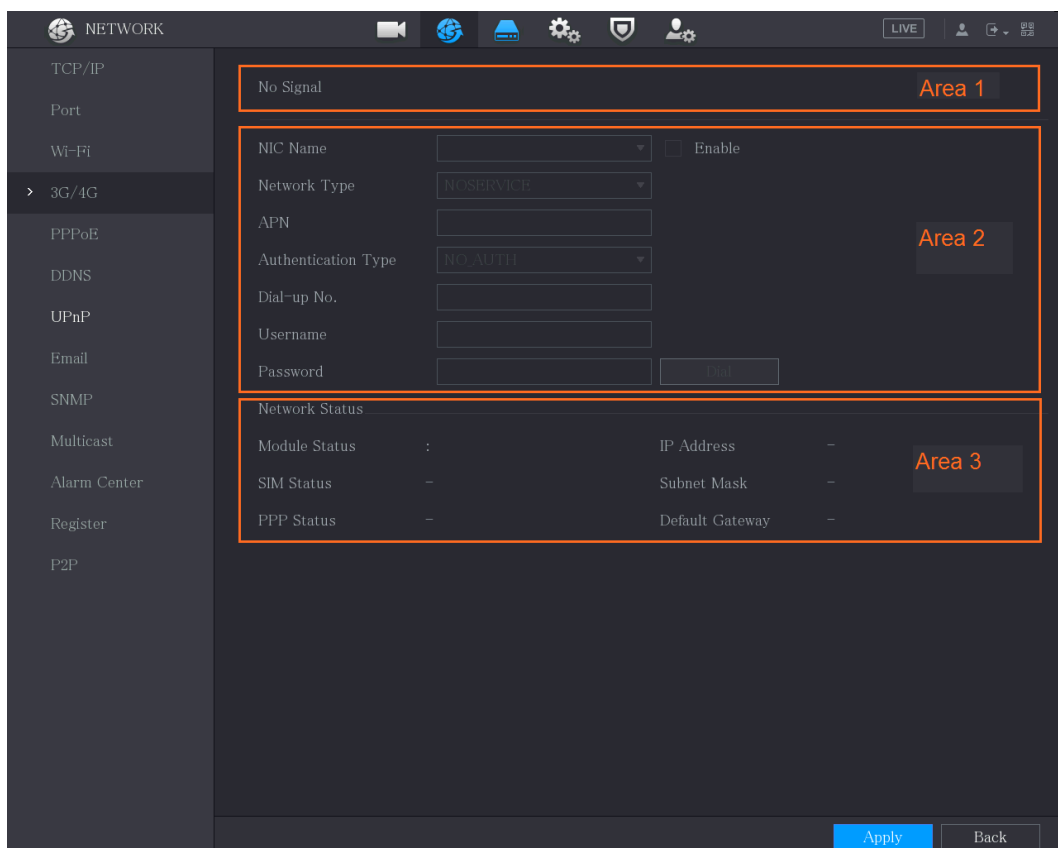 NETWORK
LIVE
TCP/IP
Port
Wi-Fi
3G/4G
PPPoE
DDNS
UPnP
Email
SNMP
Multicast
Alarm Center
Register
P2P
No Signal
Area 1
NIC Name
Enable
Network Type
NOSERVICE
APN
Area 2
Authentication Type
NO_AUTH
Dial-up No.
Username
Password
Dial
Network Status
Module Status : IP Address -
Area 3
SIM Status - Subnet Mask -
PPP Status - Default Gateway -
Apply
Back